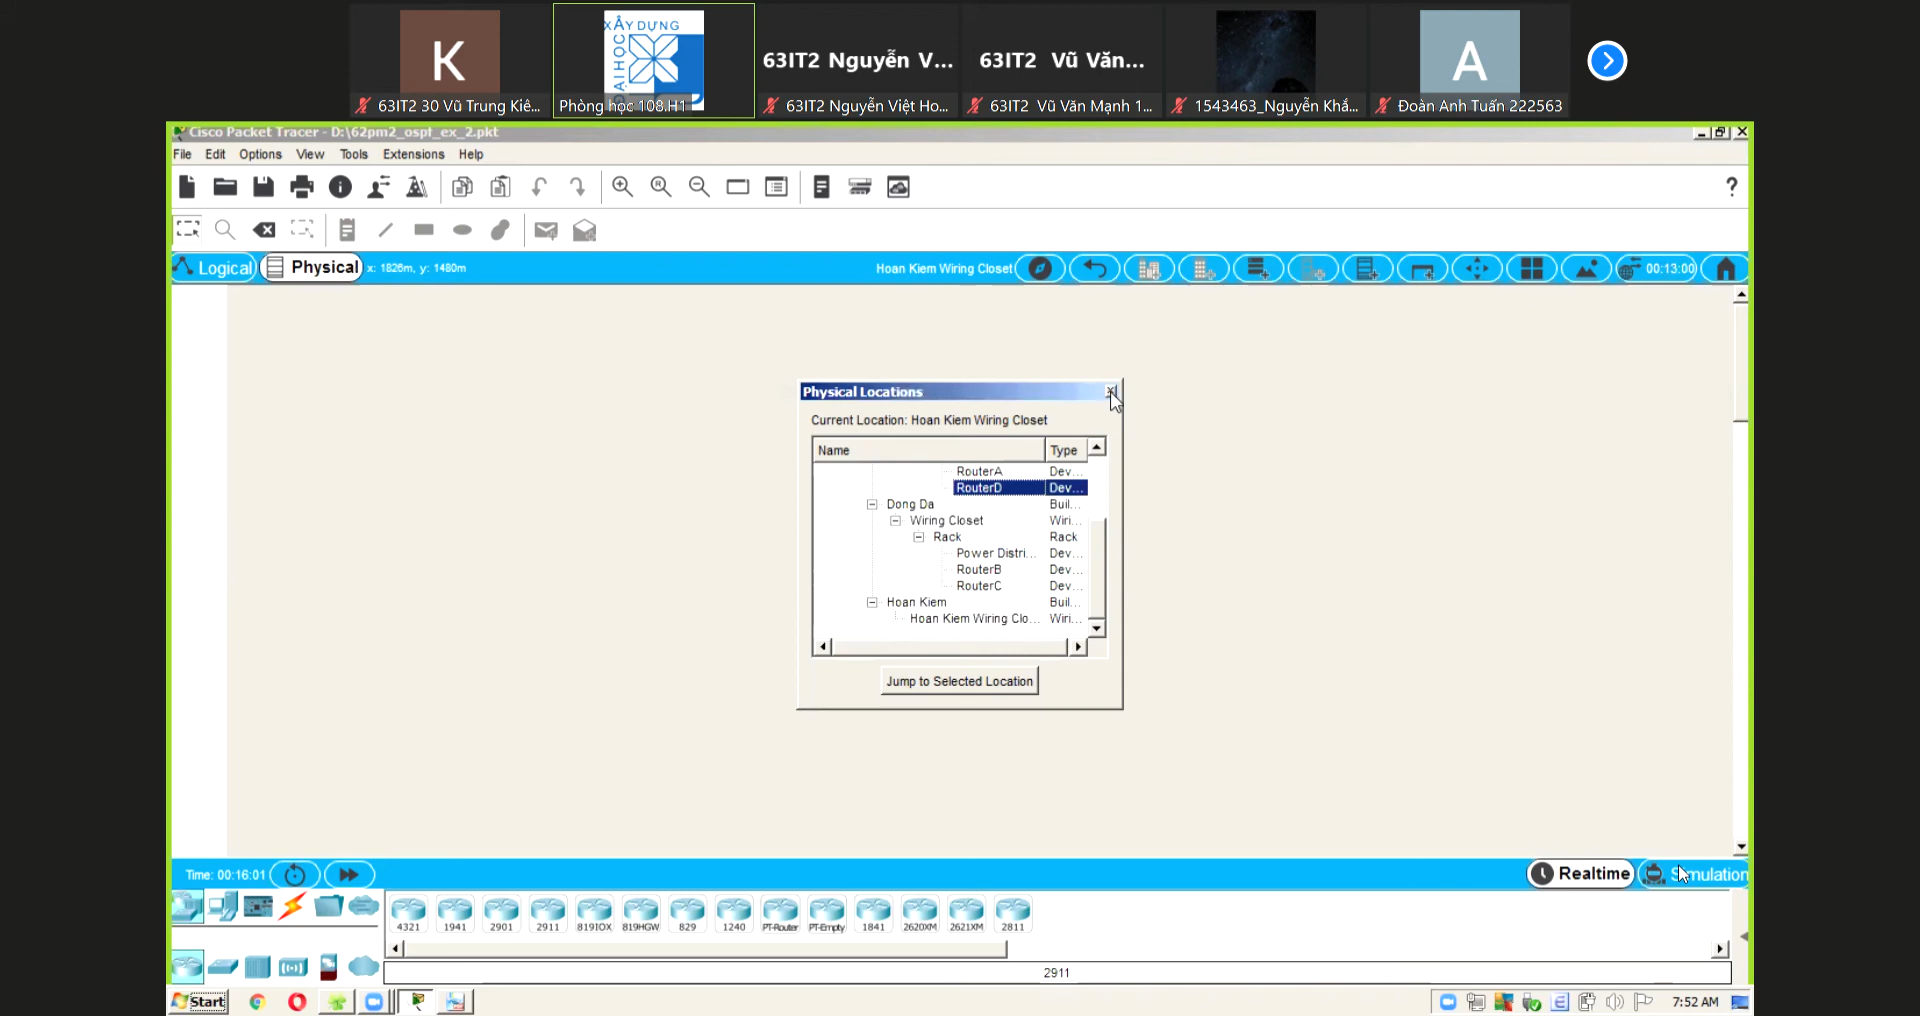 K
63IT2 30 Vũ Trung Kiê...
XÂY DỰNG
ĐẠI HỌC
Phòng học 108.H1
63IT2 Nguyễn V...
63IT2 Nguyễn Việt Ho...
63IT2 Vũ Văn...
63IT2 Vũ Văn Mạnh 1...
1543463_Nguyễn Khắ...
A
Đoàn Anh Tuấn 222563
Cisco Packet Tracer - D:\62pm2_ospf_ex_2.pkt
File Edit Options View Tools Extensions Help
?
Logical Physical x: 1826m, y: 1480m Hoan Kiem Wiring Closet 00:13:00
Physical Locations
Current Location: Hoan Kiem Wiring Closet
Name Type
RouterA Dev...
RouterD Dev...
Dong Da Buil...
Wiring Closet Wiri...
Rack Rack
Power Distri... Dev...
RouterB Dev...
RouterC Dev...
Hoan Kiem Buil...
Hoan Kiem Wiring Clo... Wiri...
Jump to Selected Location
Time: 00:16:01 Realtime Simulation
4321 1941 2901 2911 819IOX 819HGW 829 1240 PT-Router PT-Empty 1841 2620XM 2621XM 2811
2911
Start 7:52 AM